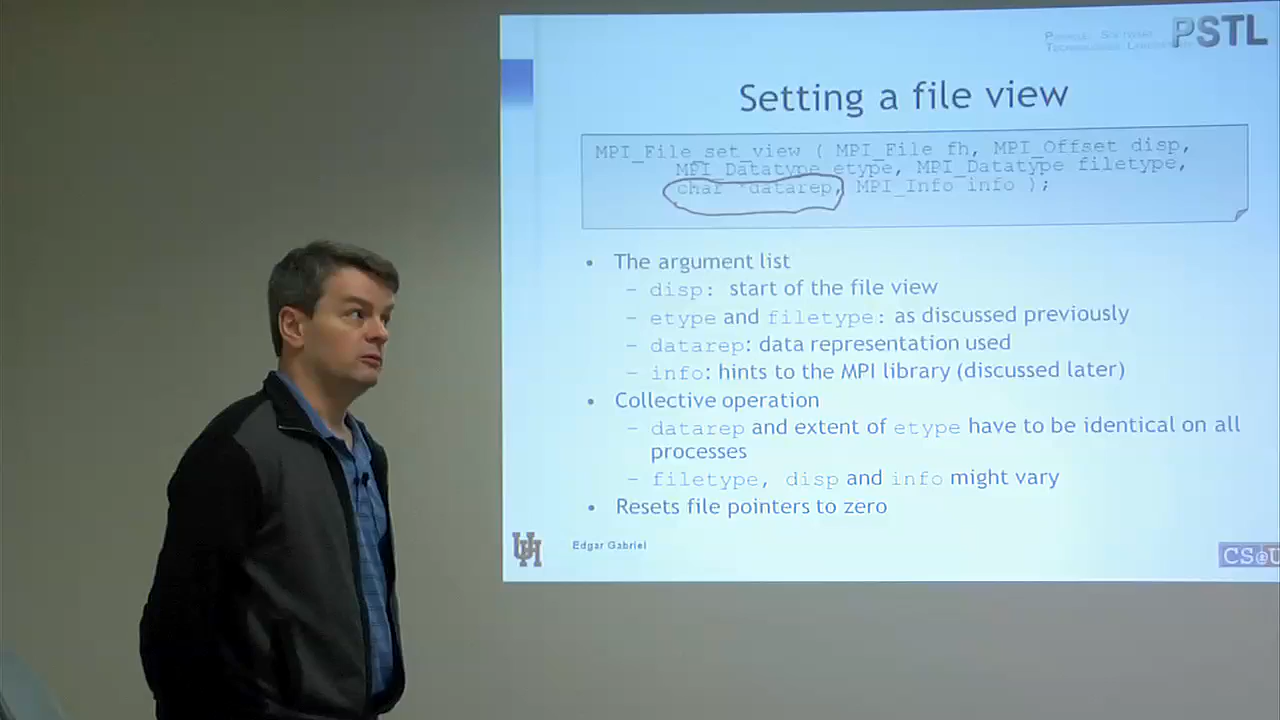 PSTL
Setting a file view
MPI_File_set_view ( MPI_File fh, MPI_Offset disp,
MPI_Datatype etype, MPI_Datatype filetype,
char *datarep, MPI_Info info );
• The argument list
– disp: start of the file view
– etype and filetype: as discussed previously
– datarep: data representation used
– info: hints to the MPI library (discussed later)
• Collective operation
– datarep and extent of etype have to be identical on all
processes
– filetype, disp and info might vary
• Resets file pointers to zero
UH
Edgar Gabriel
CS@U